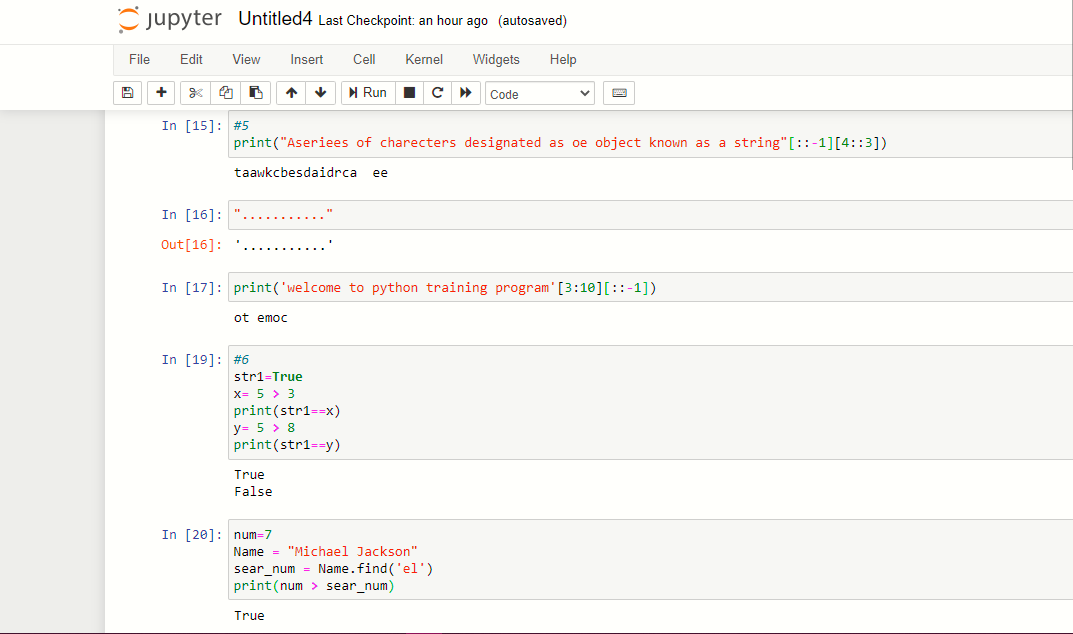 jupyter Untitled4 Last Checkpoint: an hour ago (autosaved)
File Edit View Insert Cell Kernel Widgets Help
Run Code
In [15]: #5
print("Aseriees of charecters designated as oe object known as a string"[::-1][4::3])
taawkcbesdaidrca  ee
In [16]: "..........."
Out[16]: '...........'
In [17]: print('welcome to python training program'[3:10][::-1])
ot emoc
In [19]: #6
str1=True
x= 5 > 3
print(str1==x)
y= 5 > 8
print(str1==y)
True
False
In [20]: num=7
Name = "Michael Jackson"
sear_num = Name.find('el')
print(num > sear_num)
True